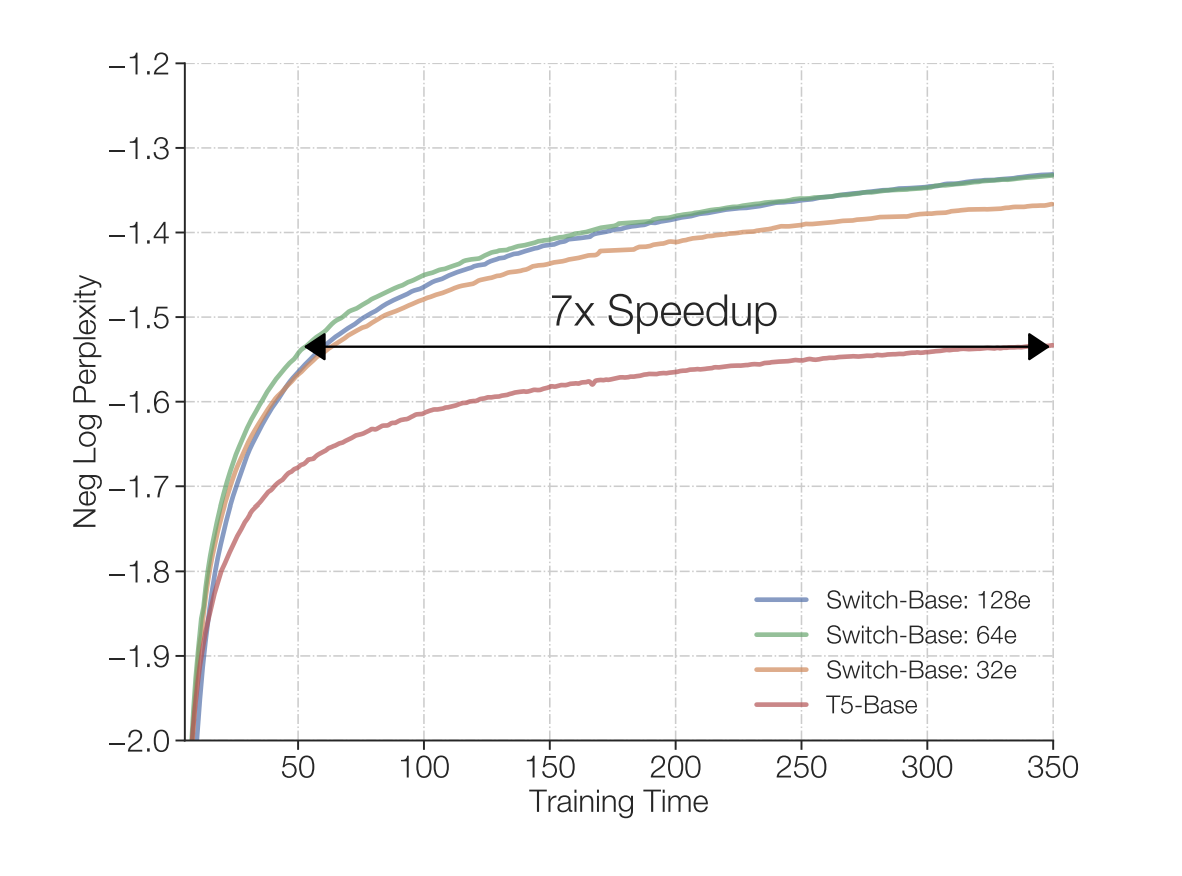 −1.2
−1.3
−1.4
−1.5
−1.6
−1.7
−1.8
−1.9
−2.0
Neg Log Perplexity
7x Speedup
Switch-Base: 128e
Switch-Base: 64e
Switch-Base: 32e
T5-Base
50 100 150 200 250 300 350
Training Time